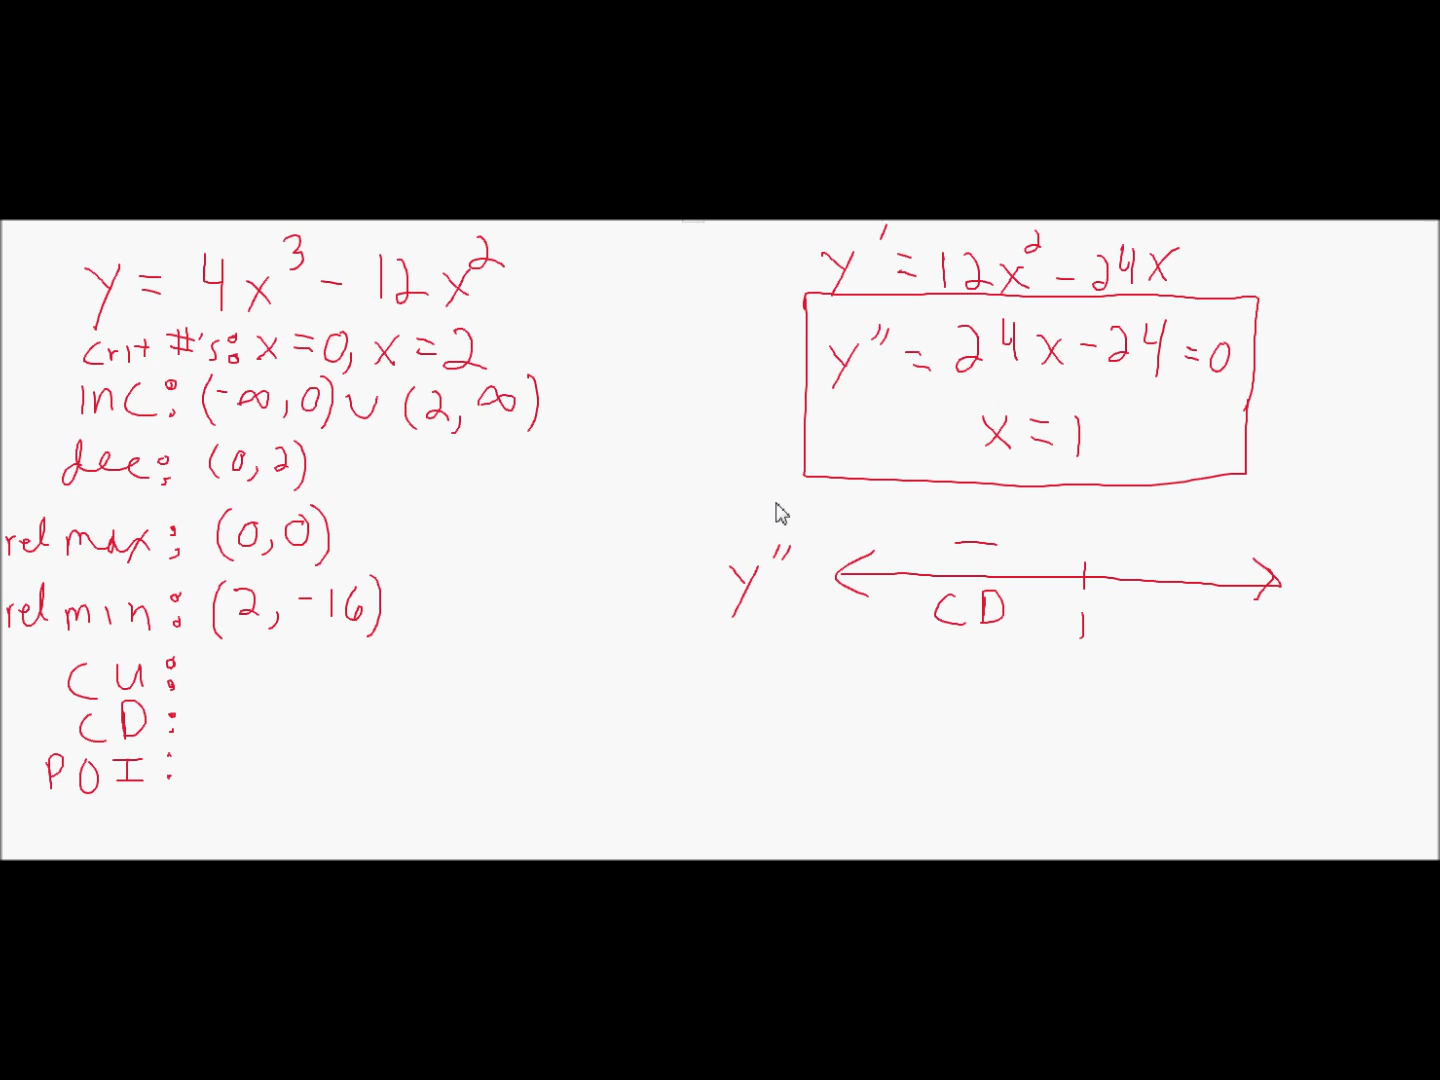 y = 4x³ - 12x²
crit #'s: x = 0, x = 2
inc: (-∞, 0) ∪ (2, ∞)
dec: (0, 2)
rel max: (0, 0)
rel min: (2, -16)
CU:
CD:
POI:
y' = 12x² - 24x
y'' = 24x - 24 = 0
x = 1
y'' −
CD 1